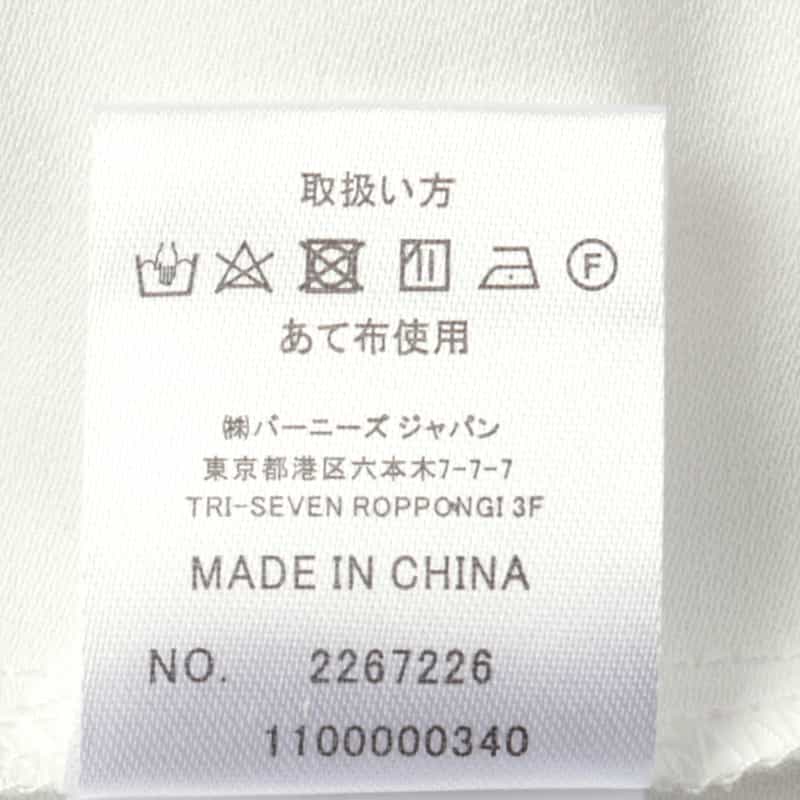 取扱い方
F
あて布使用
㈱バーニーズ ジャパン
東京都港区六本木7-7-7
TRI-SEVEN ROPPONGI 3F
MADE IN CHINA
NO. 2267226
1100000340